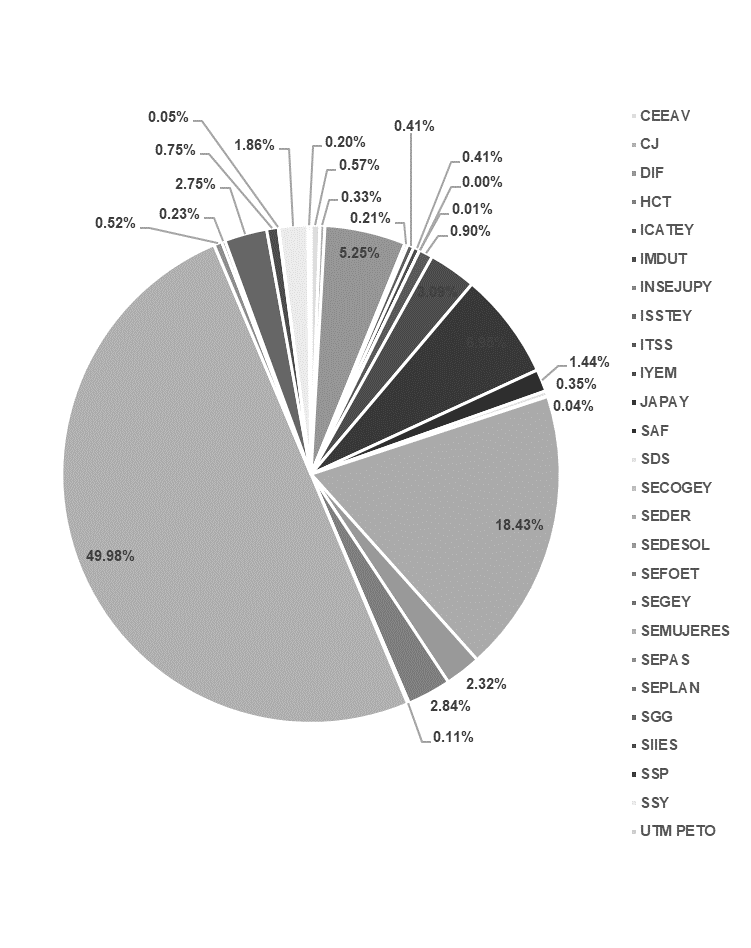 0.05%
0.75%
2.75%
0.23%
0.52%
1.86%
0.20%
0.57%
0.33%
0.21%
5.25%
0.41%
0.41%
0.00%
0.01%
0.90%
1.44%
0.35%
0.04%
18.43%
2.32%
2.84%
0.11%
49.98%
CEEAV
CJ
DIF
HCT
ICATEY
IMDUT
INSEJUPY
ISSTEY
ITSS
IYEM
JAPAY
SAF
SDS
SECOGEY
SEDER
SEDESOL
SEFOET
SEGEY
SEMUJERES
SEPAS
SEPLAN
SGG
SIIES
SSP
SSY
UTM PETO